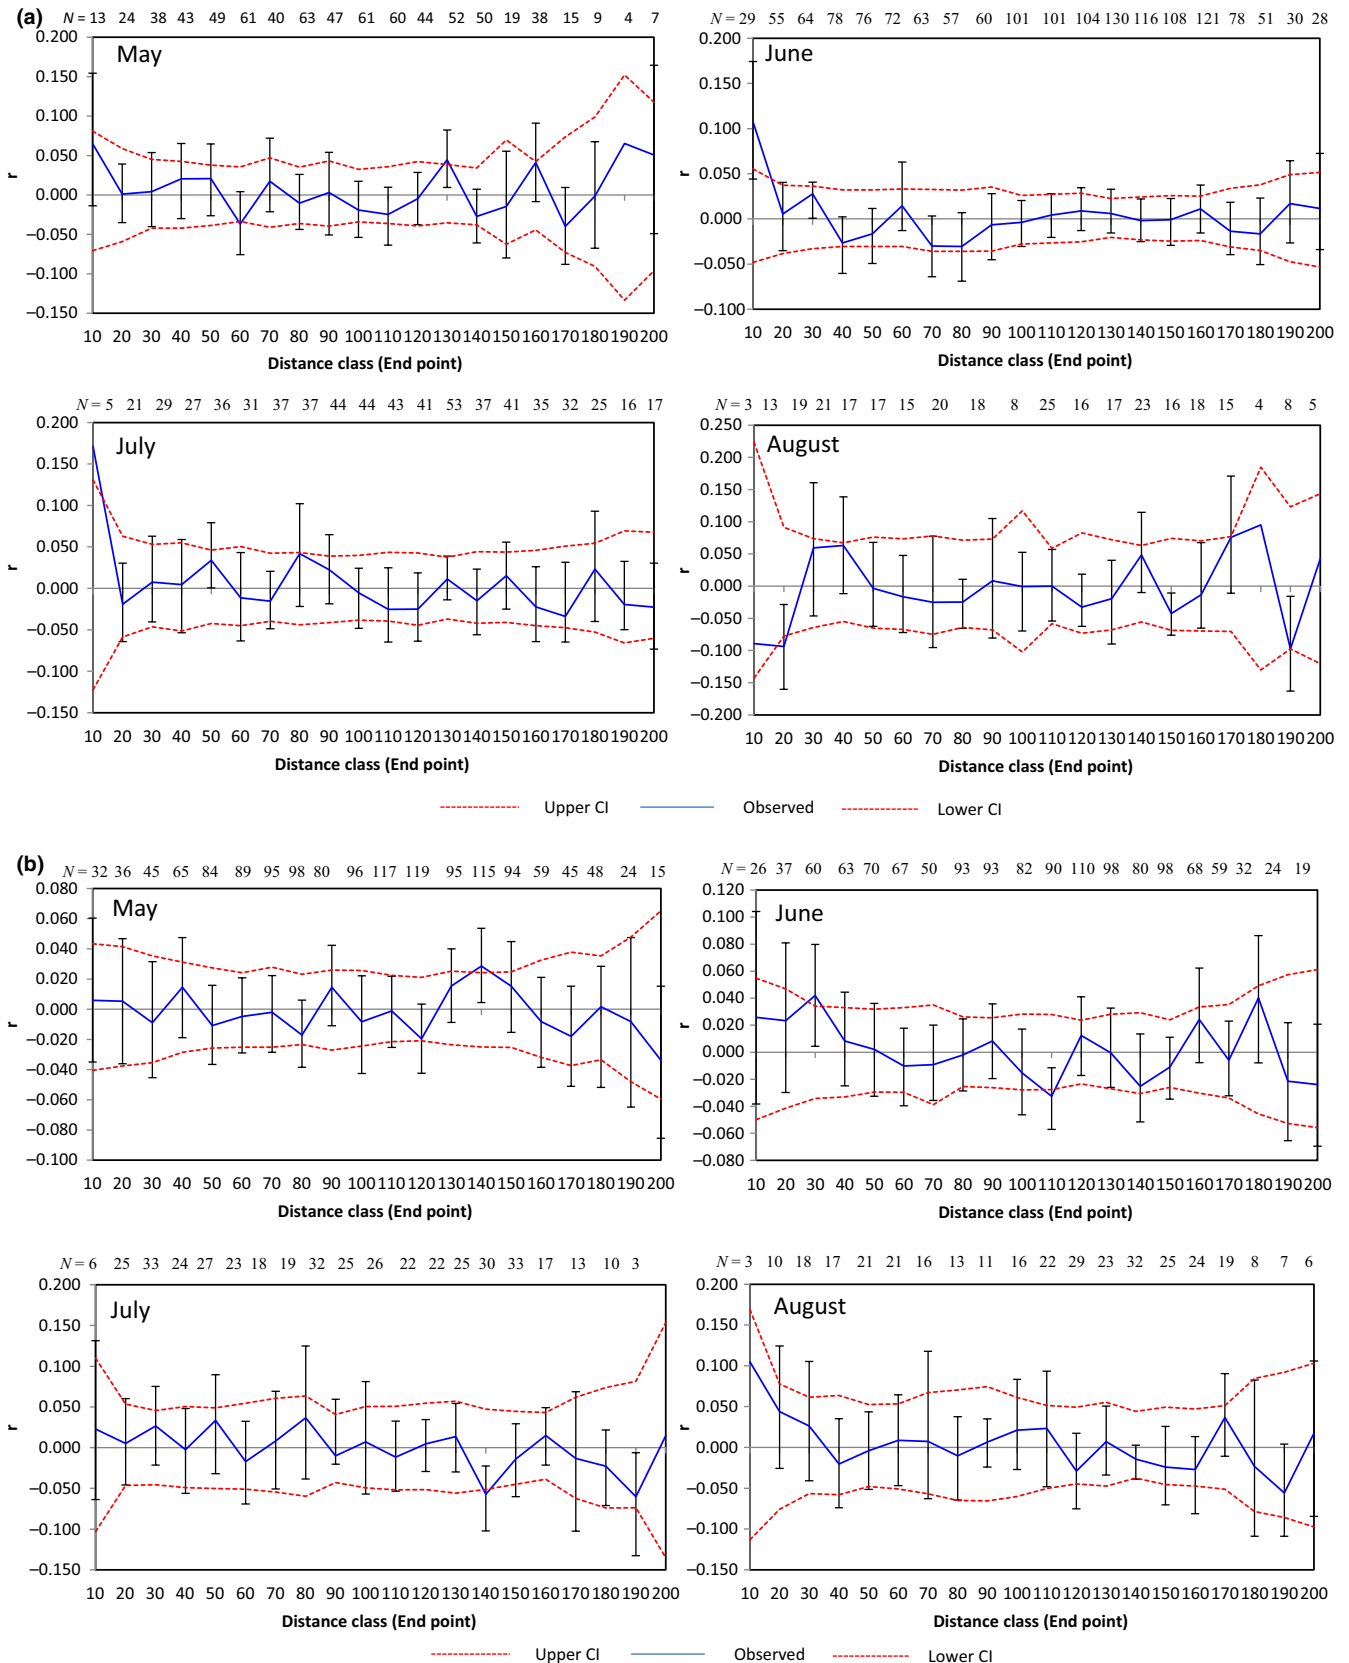 (a)
N = 13 24 38 43 49 61 40 63 47 60 61 44 52 50 19 38 15 9 4 7
0.200
0.150
0.100
0.050
0.000
–0.050
–0.100
–0.150
r
May
10 20 30 40 50 60 70 80 90 100 110 120 130 140 150 160 170 180 190 200
Distance class (End point)
N = 29 55 64 78 76 72 63 57 60 101 101 104 130 116 108 121 78 51 30 28
0.200
0.150
0.100
0.050
0.000
–0.050
–0.100
r
June
10 20 30 40 50 60 70 80 90 100 110 120 130 140 150 160 170 180 190 200
Distance class (End point)
N = 5 21 29 27 36 31 37 37 44 44 43 41 53 37 41 35 32 25 16 17
0.200
0.150
0.100
0.050
0.000
–0.050
–0.100
–0.150
r
July
10 20 30 40 50 60 70 80 90 100 110 120 130 140 150 160 170 180 190 200
Distance class (End point)
N = 3 13 19 21 17 17 15 20 18 8 25 16 17 23 16 18 15 4 8 5
0.250
0.200
0.150
0.100
0.050
0.000
–0.050
–0.100
–0.150
–0.200
r
August
10 20 30 40 50 60 70 80 90 100 110 120 130 140 150 160 170 180 190 200
Distance class (End point)
Upper CI Observed Lower CI
(b)
N = 32 36 45 65 84 89 95 98 80 96 117 119 95 115 94 59 45 48 24 15
0.080
0.060
0.040
0.020
0.000
–0.020
–0.040
–0.060
–0.080
–0.100
r
May
10 20 30 40 50 60 70 80 90 100 110 120 130 140 150 160 170 180 190 200
Distance class (End point)
N = 26 37 60 63 70 67 50 93 93 82 90 110 98 80 98 68 59 32 24 19
0.120
0.100
0.080
0.060
0.040
0.020
0.000
–0.020
–0.040
–0.060
–0.080
r
June
10 20 30 40 50 60 70 80 90 100 110 120 130 140 150 160 170 180 190 200
Distance class (End point)
N = 6 25 33 24 27 23 18 19 32 25 26 22 22 25 30 33 17 13 10 3
0.200
0.150
0.100
0.050
0.000
–0.050
–0.100
–0.150
r
July
10 20 30 40 50 60 70 80 90 100 110 120 130 140 150 160 170 180 190 200
Distance class (End point)
N = 3 10 18 17 21 21 16 13 11 16 22 29 23 32 25 24 19 8 7 6
0.200
0.150
0.100
0.050
0.000
–0.050
–0.100
–0.150
r
August
10 20 30 40 50 60 70 80 90 100 110 120 130 140 150 160 170 180 190 200
Distance class (End point)
Upper CI Observed Lower CI